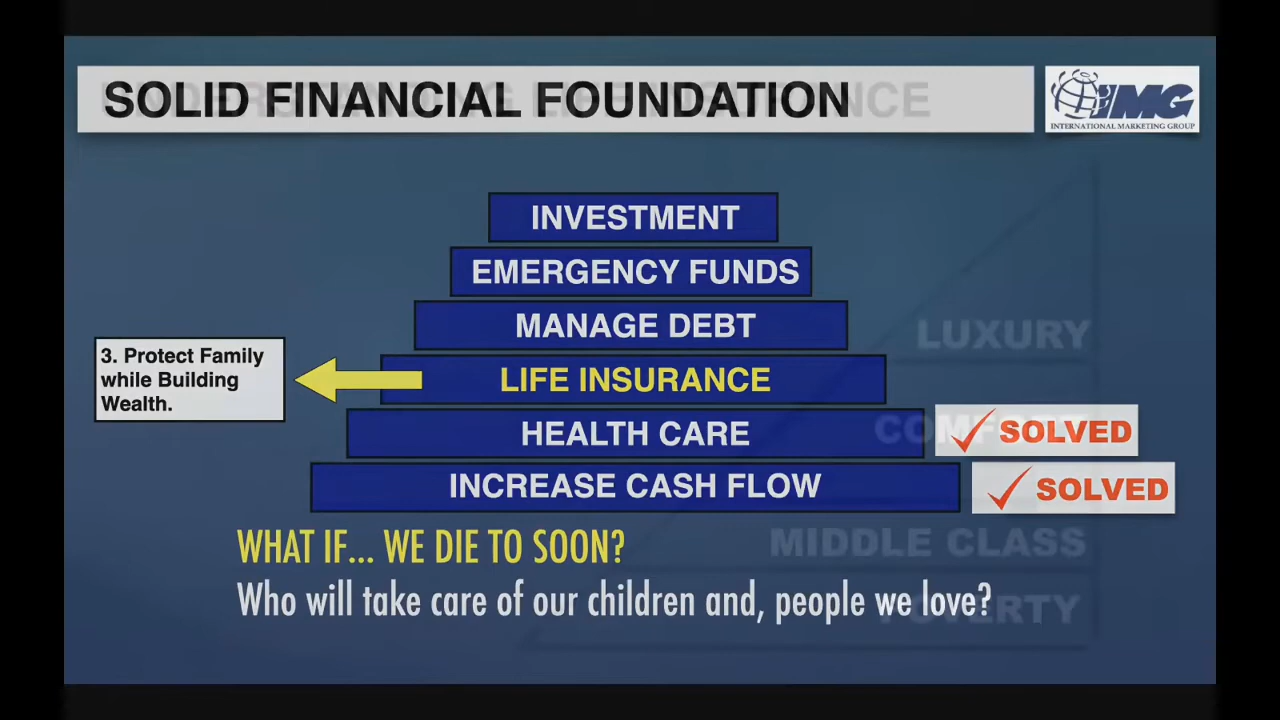 SOLID FINANCIAL FOUNDATION
IMG
INTERNATIONAL MARKETING GROUP
INVESTMENT
EMERGENCY FUNDS
MANAGE DEBT
LUXURY
3. Protect Family
while Building
Wealth.
LIFE INSURANCE
HEALTH CARE
SOLVED
INCREASE CASH FLOW
SOLVED
WHAT IF... WE DIE TO SOON?
MIDDLE CLASS
Who will take care of our children and, people we love?
POVERTY